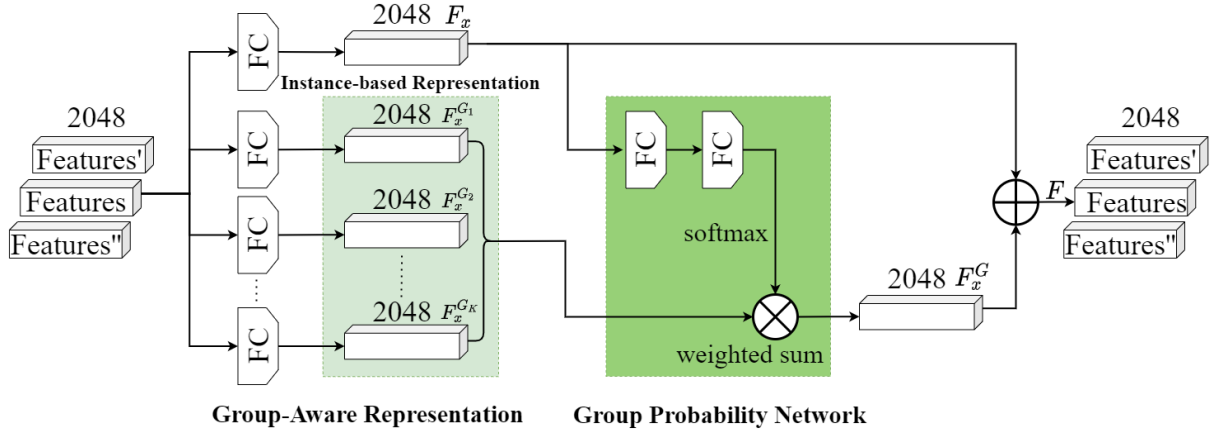 2048 F_x
FC
Instance-based Representation
2048
Features'
Features
Features"
FC
2048 F_x^{G_1}
FC
2048 F_x^{G_2}
FC
2048 F_x^{G_K}
Group-Aware Representation
FC
FC
softmax
weighted sum
Group Probability Network
2048 F_x^G
F
2048
Features'
Features
Features"